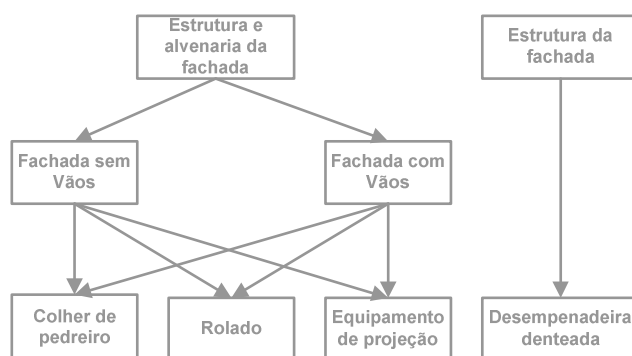 Estrutura e
alvenaria da
fachada
Estrutura da
fachada
Fachada sem
Vãos
Fachada com
Vãos
Colher de
pedreiro
Rolado
Equipamento
de projeção
Desempenadeira
denteada